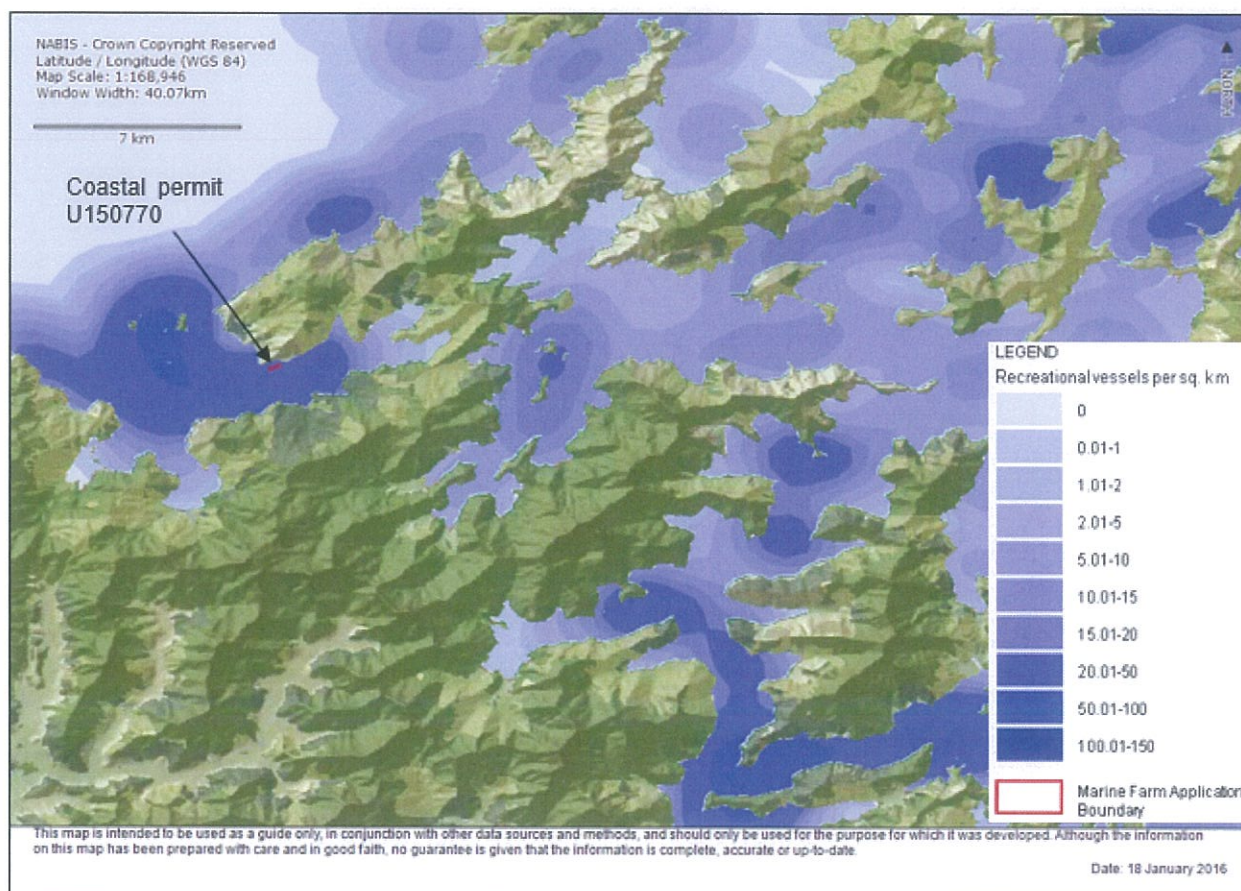 NABIS - Crown Copyright Reserved
Latitude / Longitude (WGS 84)
Map Scale: 1:168,946
Window Width: 40.07km
7 km
NORTH
Coastal permit
U150770
LEGEND
Recreational vessels per sq. km
0
0.01-1
1.01-2
2.01-5
5.01-10
10.01-15
15.01-20
20.01-50
50.01-100
100.01-150
Marine Farm Application
Boundary
This map is intended to be used as a guide only, in conjunction with other data sources and methods, and should only be used for the purpose for which it was developed. Although the information
on this map has been prepared with care and in good faith, no guarantee is given that the information is complete, accurate or up-to-date.
Date: 18 January 2016